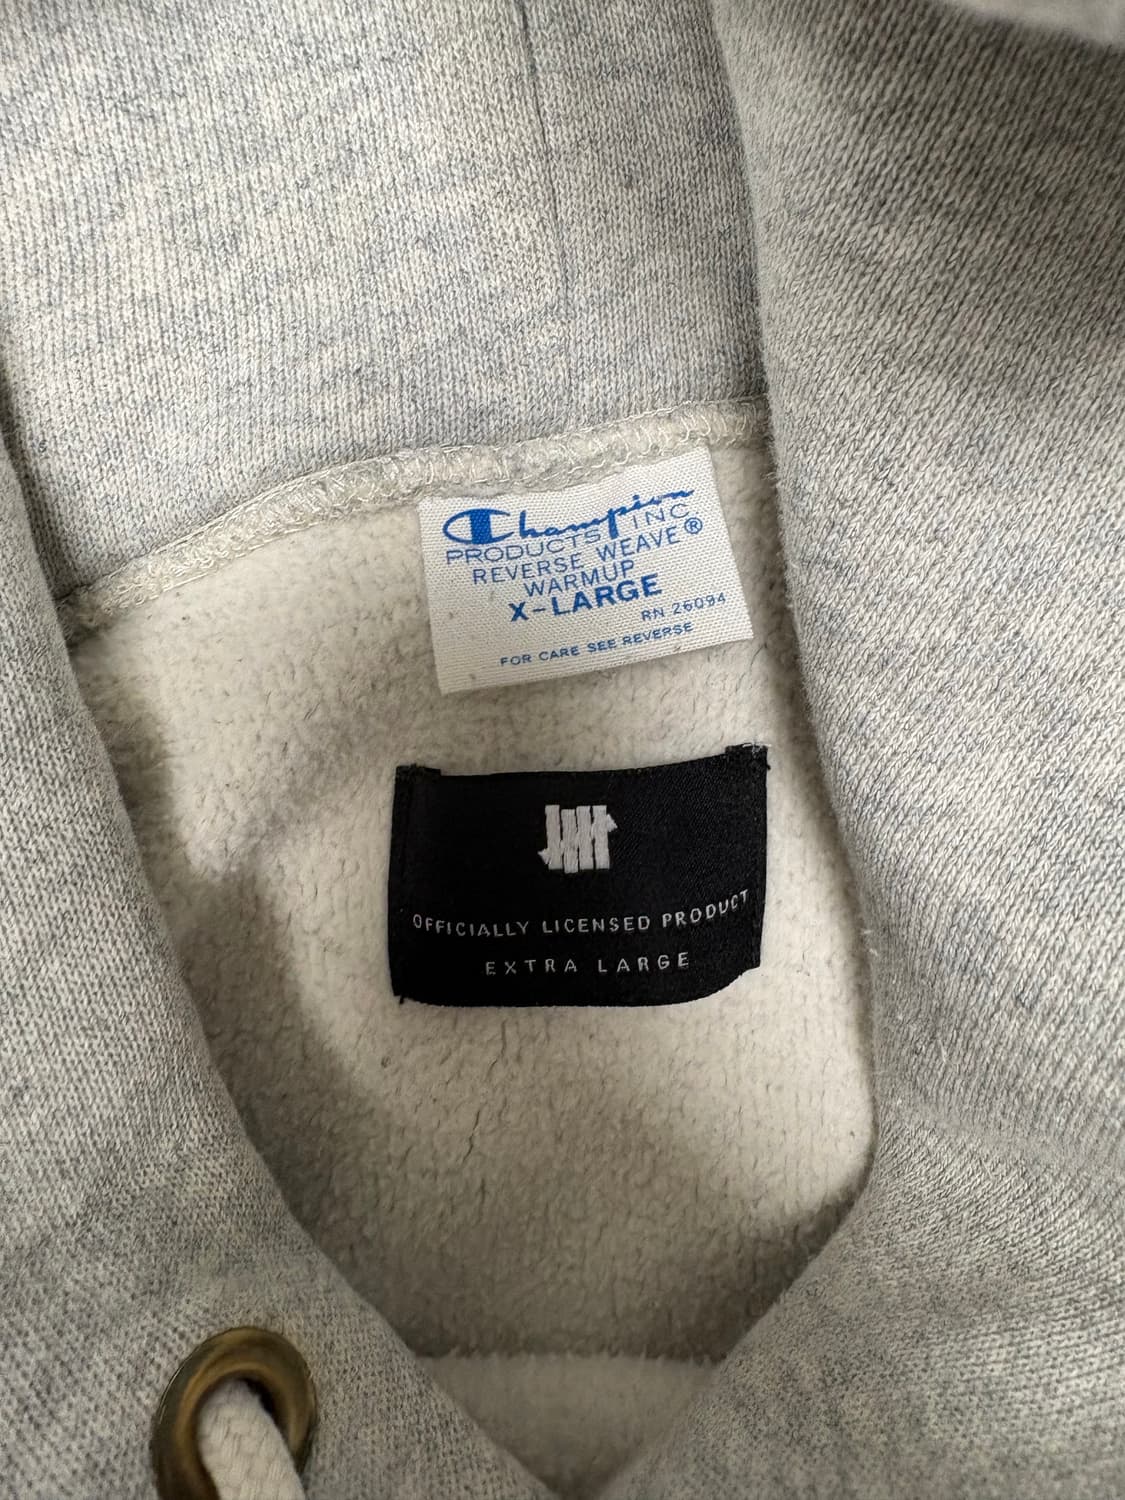 Champion
PRODUCTS INC
REVERSE WEAVE®
WARMUP
X-LARGE
RN 26094
FOR CARE SEE REVERSE
OFFICIALLY LICENSED PRODUCT
EXTRA LARGE